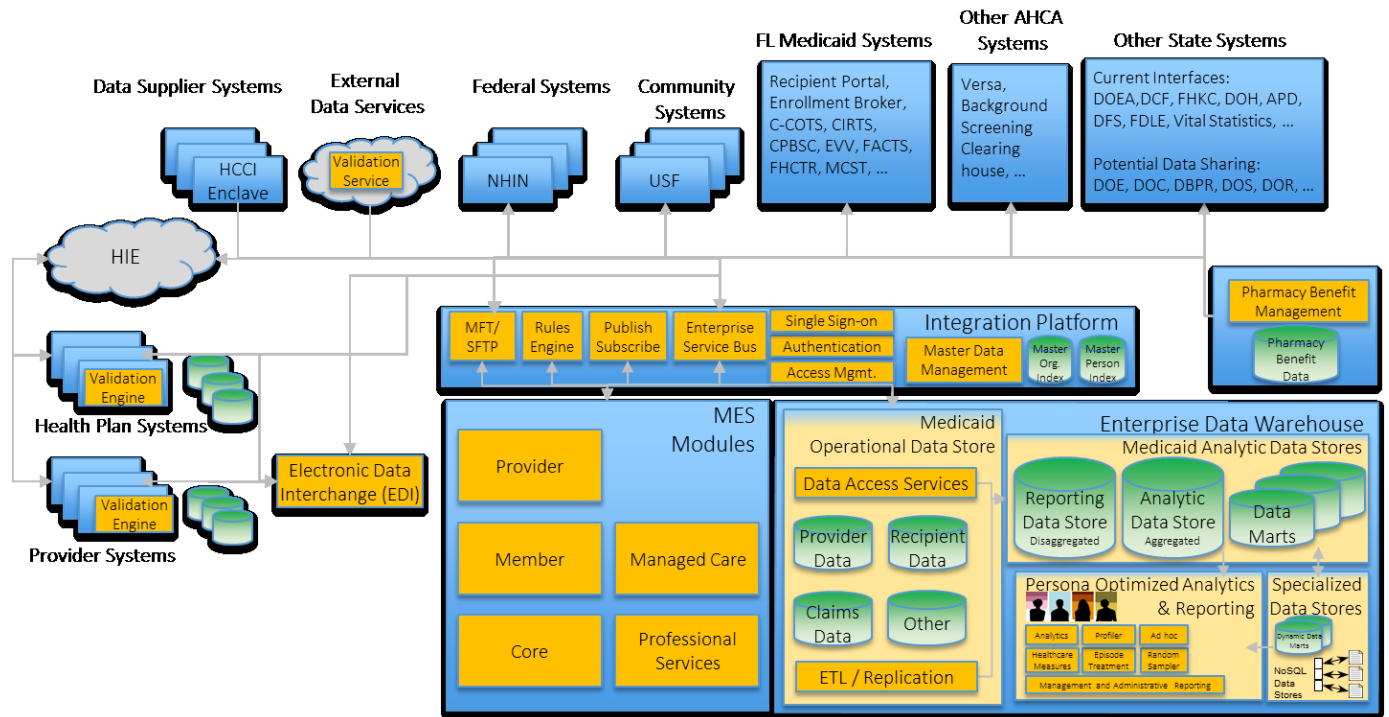 Data Supplier Systems
HCCI
Enclave
External
Data Services
Validation
Service
Federal Systems
NHIN
Community
Systems
USF
FL Medicaid Systems
Recipient Portal,
Enrollment Broker,
C-COTS, CIRTS,
CPBSC, EVV, FACTS,
FHCTR, MCST, ...
Other AHCA
Systems
Versa,
Background
Screening
Clearing
house, ...
Other State Systems
Current Interfaces:
DOEA,DCF, FHKC, DOH, APD,
DFS, FDLE, Vital Statistics, ...
Potential Data Sharing:
DOE, DOC, DBPR, DOS, DOR, ...
HIE
Validation
Engine
Health Plan Systems
Validation
Engine
Provider Systems
Electronic Data
Interchange (EDI)
MFT/
SFTP
Rules
Engine
Publish
Subscribe
Enterprise
Service Bus
Single Sign-on
Authentication
Access Mgmt.
Integration Platform
Master Data
Management
Master
Org.
Index
Master
Person
Index
Pharmacy Benefit
Management
Pharmacy
Benefit
Data
MES
Modules
Provider
Member
Managed Care
Core
Professional
Services
Enterprise Data Warehouse
Medicaid
Operational Data Store
Data Access Services
Provider
Data
Recipient
Data
Claims
Data
Other
ETL / Replication
Medicaid Analytic Data Stores
Reporting
Data Store
Disaggregated
Analytic
Data Store
Aggregated
Data
Marts
Persona Optimized Analytics
& Reporting
Analytics
Profiler
Ad hoc
Healthcare
Measures
Episode
Treatment
Random
Sampler
Management and Administrative Reporting
Specialized
Data Stores
Dynamic Data
Marts
NoSQL
Data
Stores